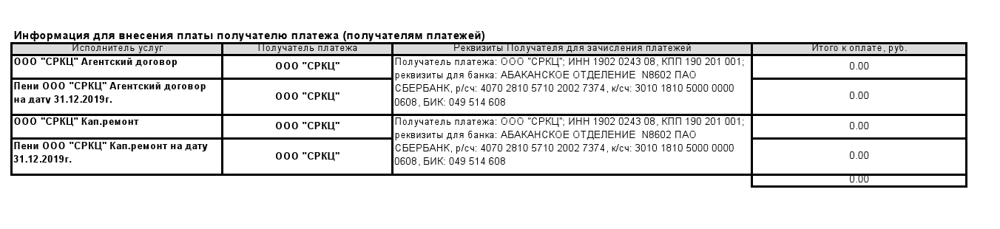 Информация для внесения платы получателю платежа (получателям платежей)
Исполнитель услуг Получатель платежа Реквизиты Получателя для зачисления платежей Итого к оплате, руб.
ООО "СРКЦ" Агентский договор
ООО "СРКЦ"
Получатель платежа: ООО "СРКЦ"; ИНН 1902 0243 08, КПП 190 201 001;
реквизиты для банка: АБАКАНСКОЕ ОТДЕЛЕНИЕ N8602 ПАО
СБЕРБАНК, р/сч: 4070 2810 5710 2002 7374, к/сч: 3010 1810 5000 0000
0608, БИК: 049 514 608
0.00
Пени ООО "СРКЦ" Агентский договор
на дату 31.12.2019г.
ООО "СРКЦ"
0.00
ООО "СРКЦ" Кап.ремонт
ООО "СРКЦ"
Получатель платежа: ООО "СРКЦ"; ИНН 1902 0243 08, КПП 190 201 001;
реквизиты для банка: АБАКАНСКОЕ ОТДЕЛЕНИЕ N8602 ПАО
СБЕРБАНК, р/сч: 4070 2810 5710 2002 7374, к/сч: 3010 1810 5000 0000
0608, БИК: 049 514 608
0.00
Пени ООО "СРКЦ" Кап.ремонт на дату
31.12.2019г.
ООО "СРКЦ"
0.00
0.00